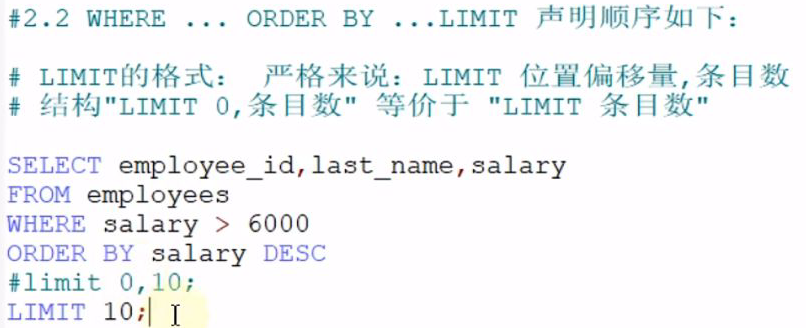 #2.2 WHERE ... ORDER BY ...LIMIT 声明顺序如下：
# LIMIT的格式： 严格来说：LIMIT 位置偏移量,条目数
# 结构"LIMIT 0,条目数" 等价于 "LIMIT 条目数"
SELECT employee_id,last_name,salary
FROM employees
WHERE salary > 6000
ORDER BY salary DESC
#limit 0,10;
LIMIT 10;